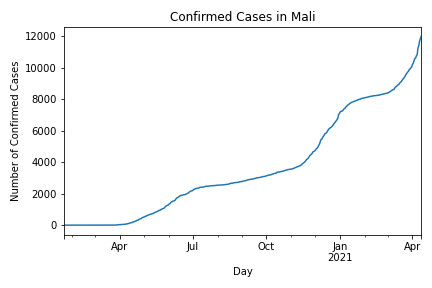 Confirmed Cases in Mali
12000
10000
8000
6000
4000
2000
0
Number of Confirmed Cases
Apr
Jul
Oct
Jan
2021
Apr
Day